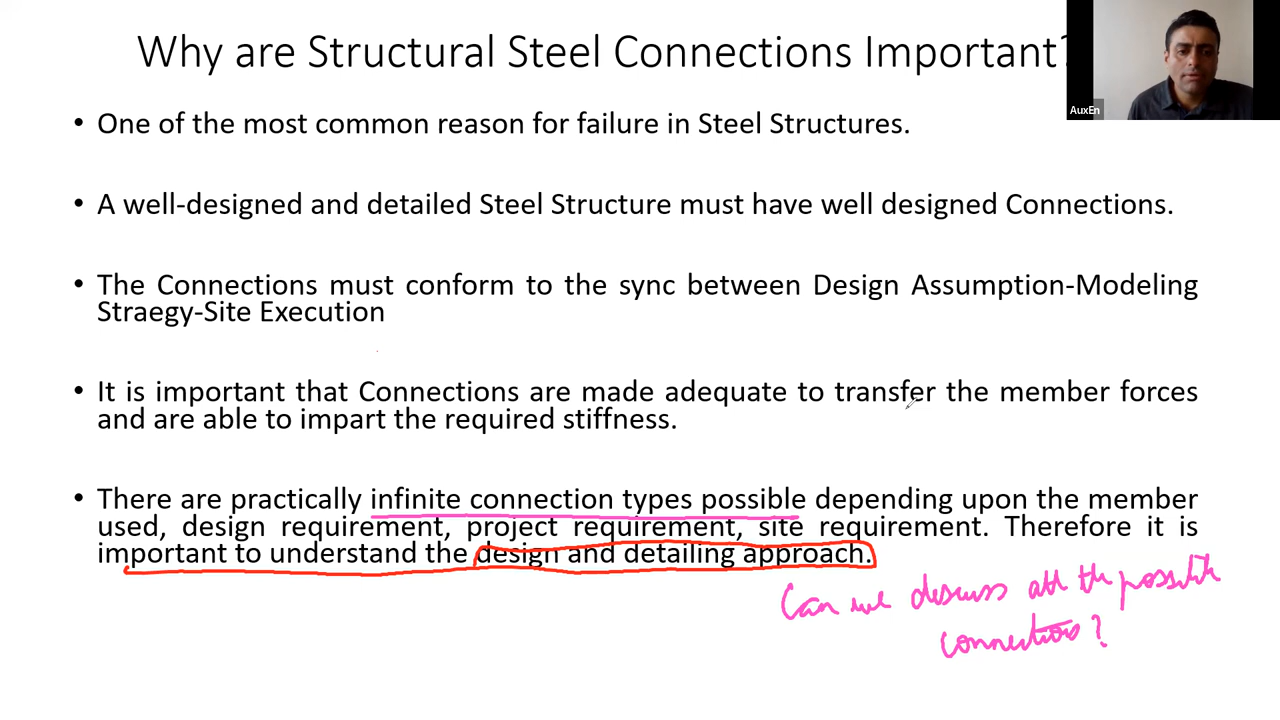 Why are Structural Steel Connections Important?
AuxEn
• One of the most common reason for failure in Steel Structures.
• A well-designed and detailed Steel Structure must have well designed Connections.
• The Connections must conform to the sync between Design Assumption-Modeling
Straegy-Site Execution
• It is important that Connections are made adequate to transfer the member forces
and are able to impart the required stiffness.
• There are practically infinite connection types possible depending upon the member
used, design requirement, project requirement, site requirement. Therefore it is
important to understand the design and detailing approach.
Can we discuss all the possible
connections?